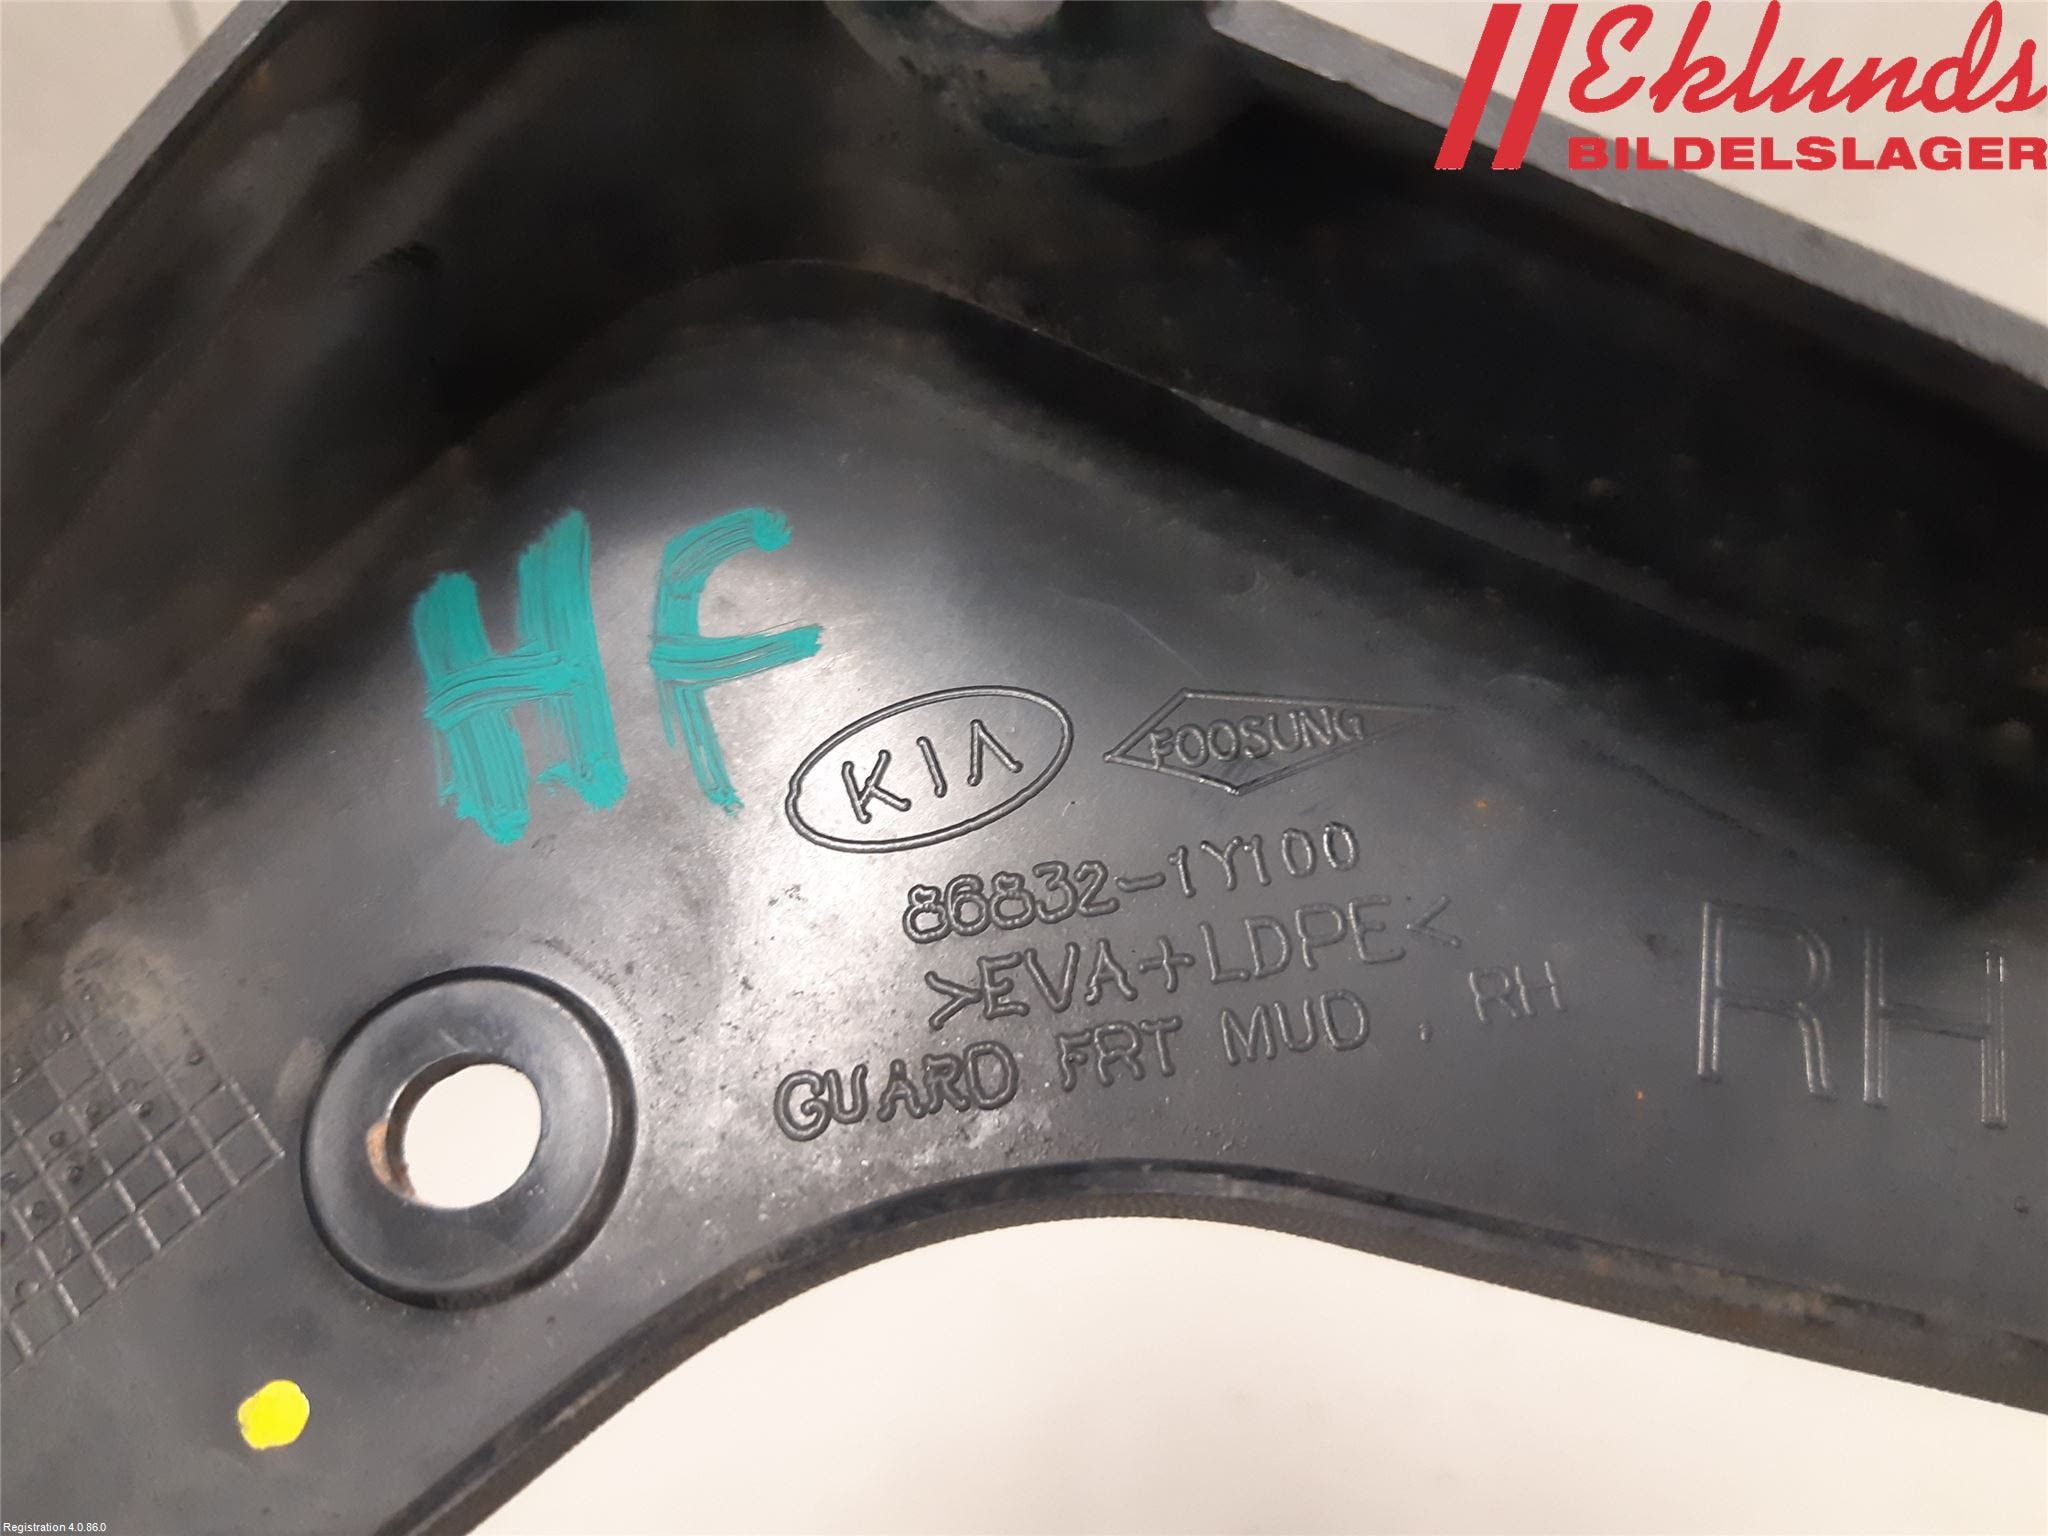 Eklunds
BILDELSLAGER
HF
KIA
FOOSUNG
86832-1Y100
>EVA+LDPE<
GUARD FRT MUD . RH
RH
Registration 4.0.86.0